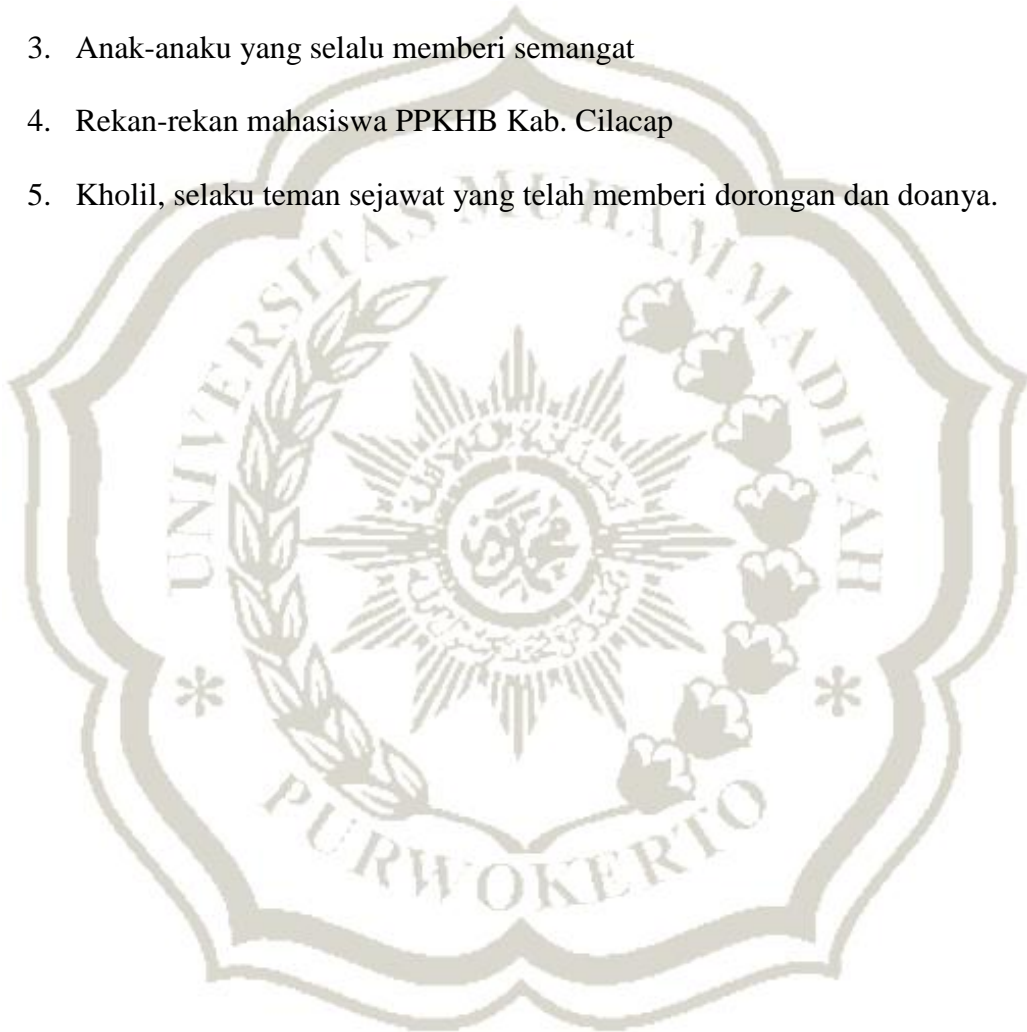 3. Anak-anaku yang selalu memberi semangat
4. Rekan-rekan mahasiswa PPKHB Kab. Cilacap
5. Kholil, selaku teman sejawat yang telah memberi dorongan dan doanya.
UNIVERSITAS MUHAMMADIYAH
PURWOKERTO